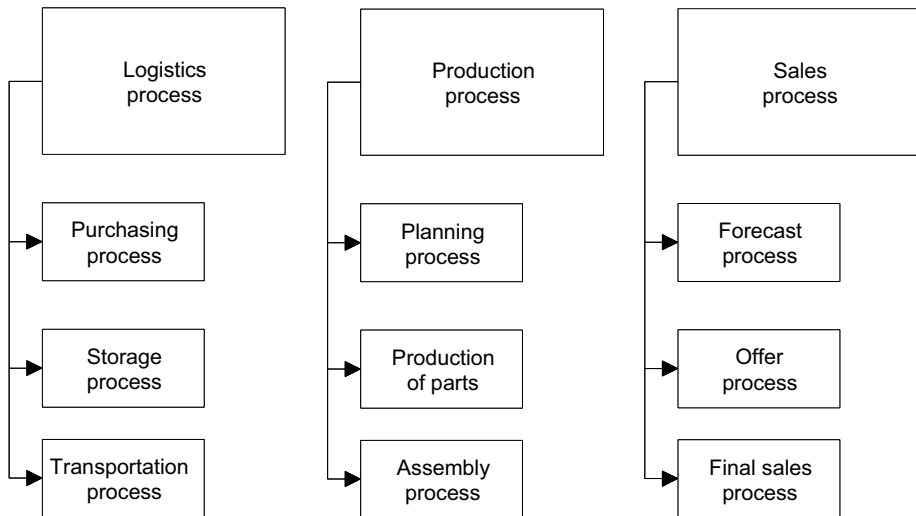 Logistics
process
Production
process
Sales
process
Purchasing
process
Planning
process
Forecast
process
Storage
process
Production
of parts
Offer
process
Transportation
process
Assembly
process
Final sales
process